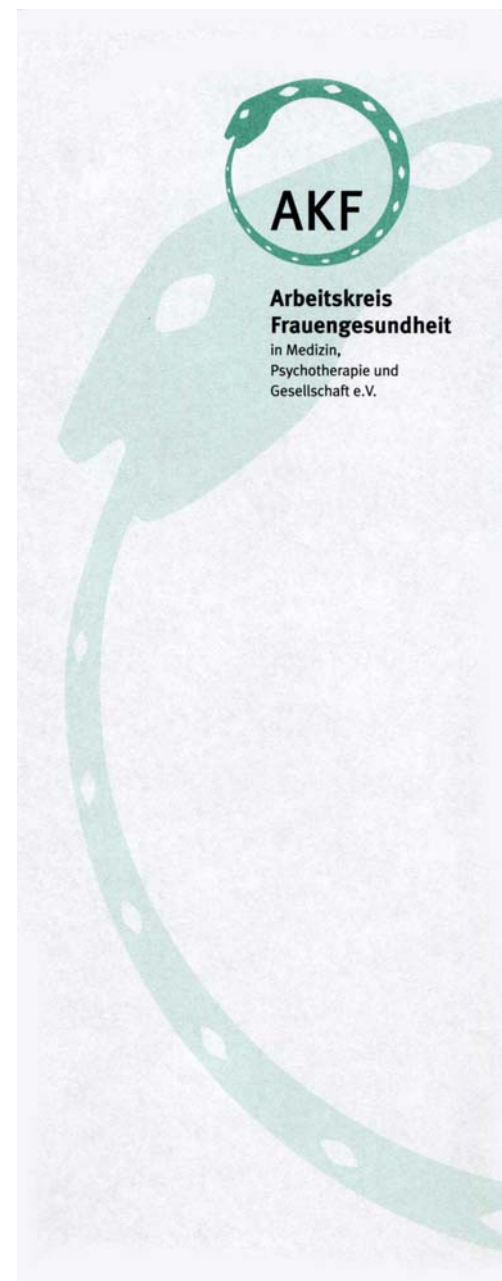 AKF
Arbeitskreis
Frauengesundheit
in Medizin,
Psychotherapie und
Gesellschaft e.V.